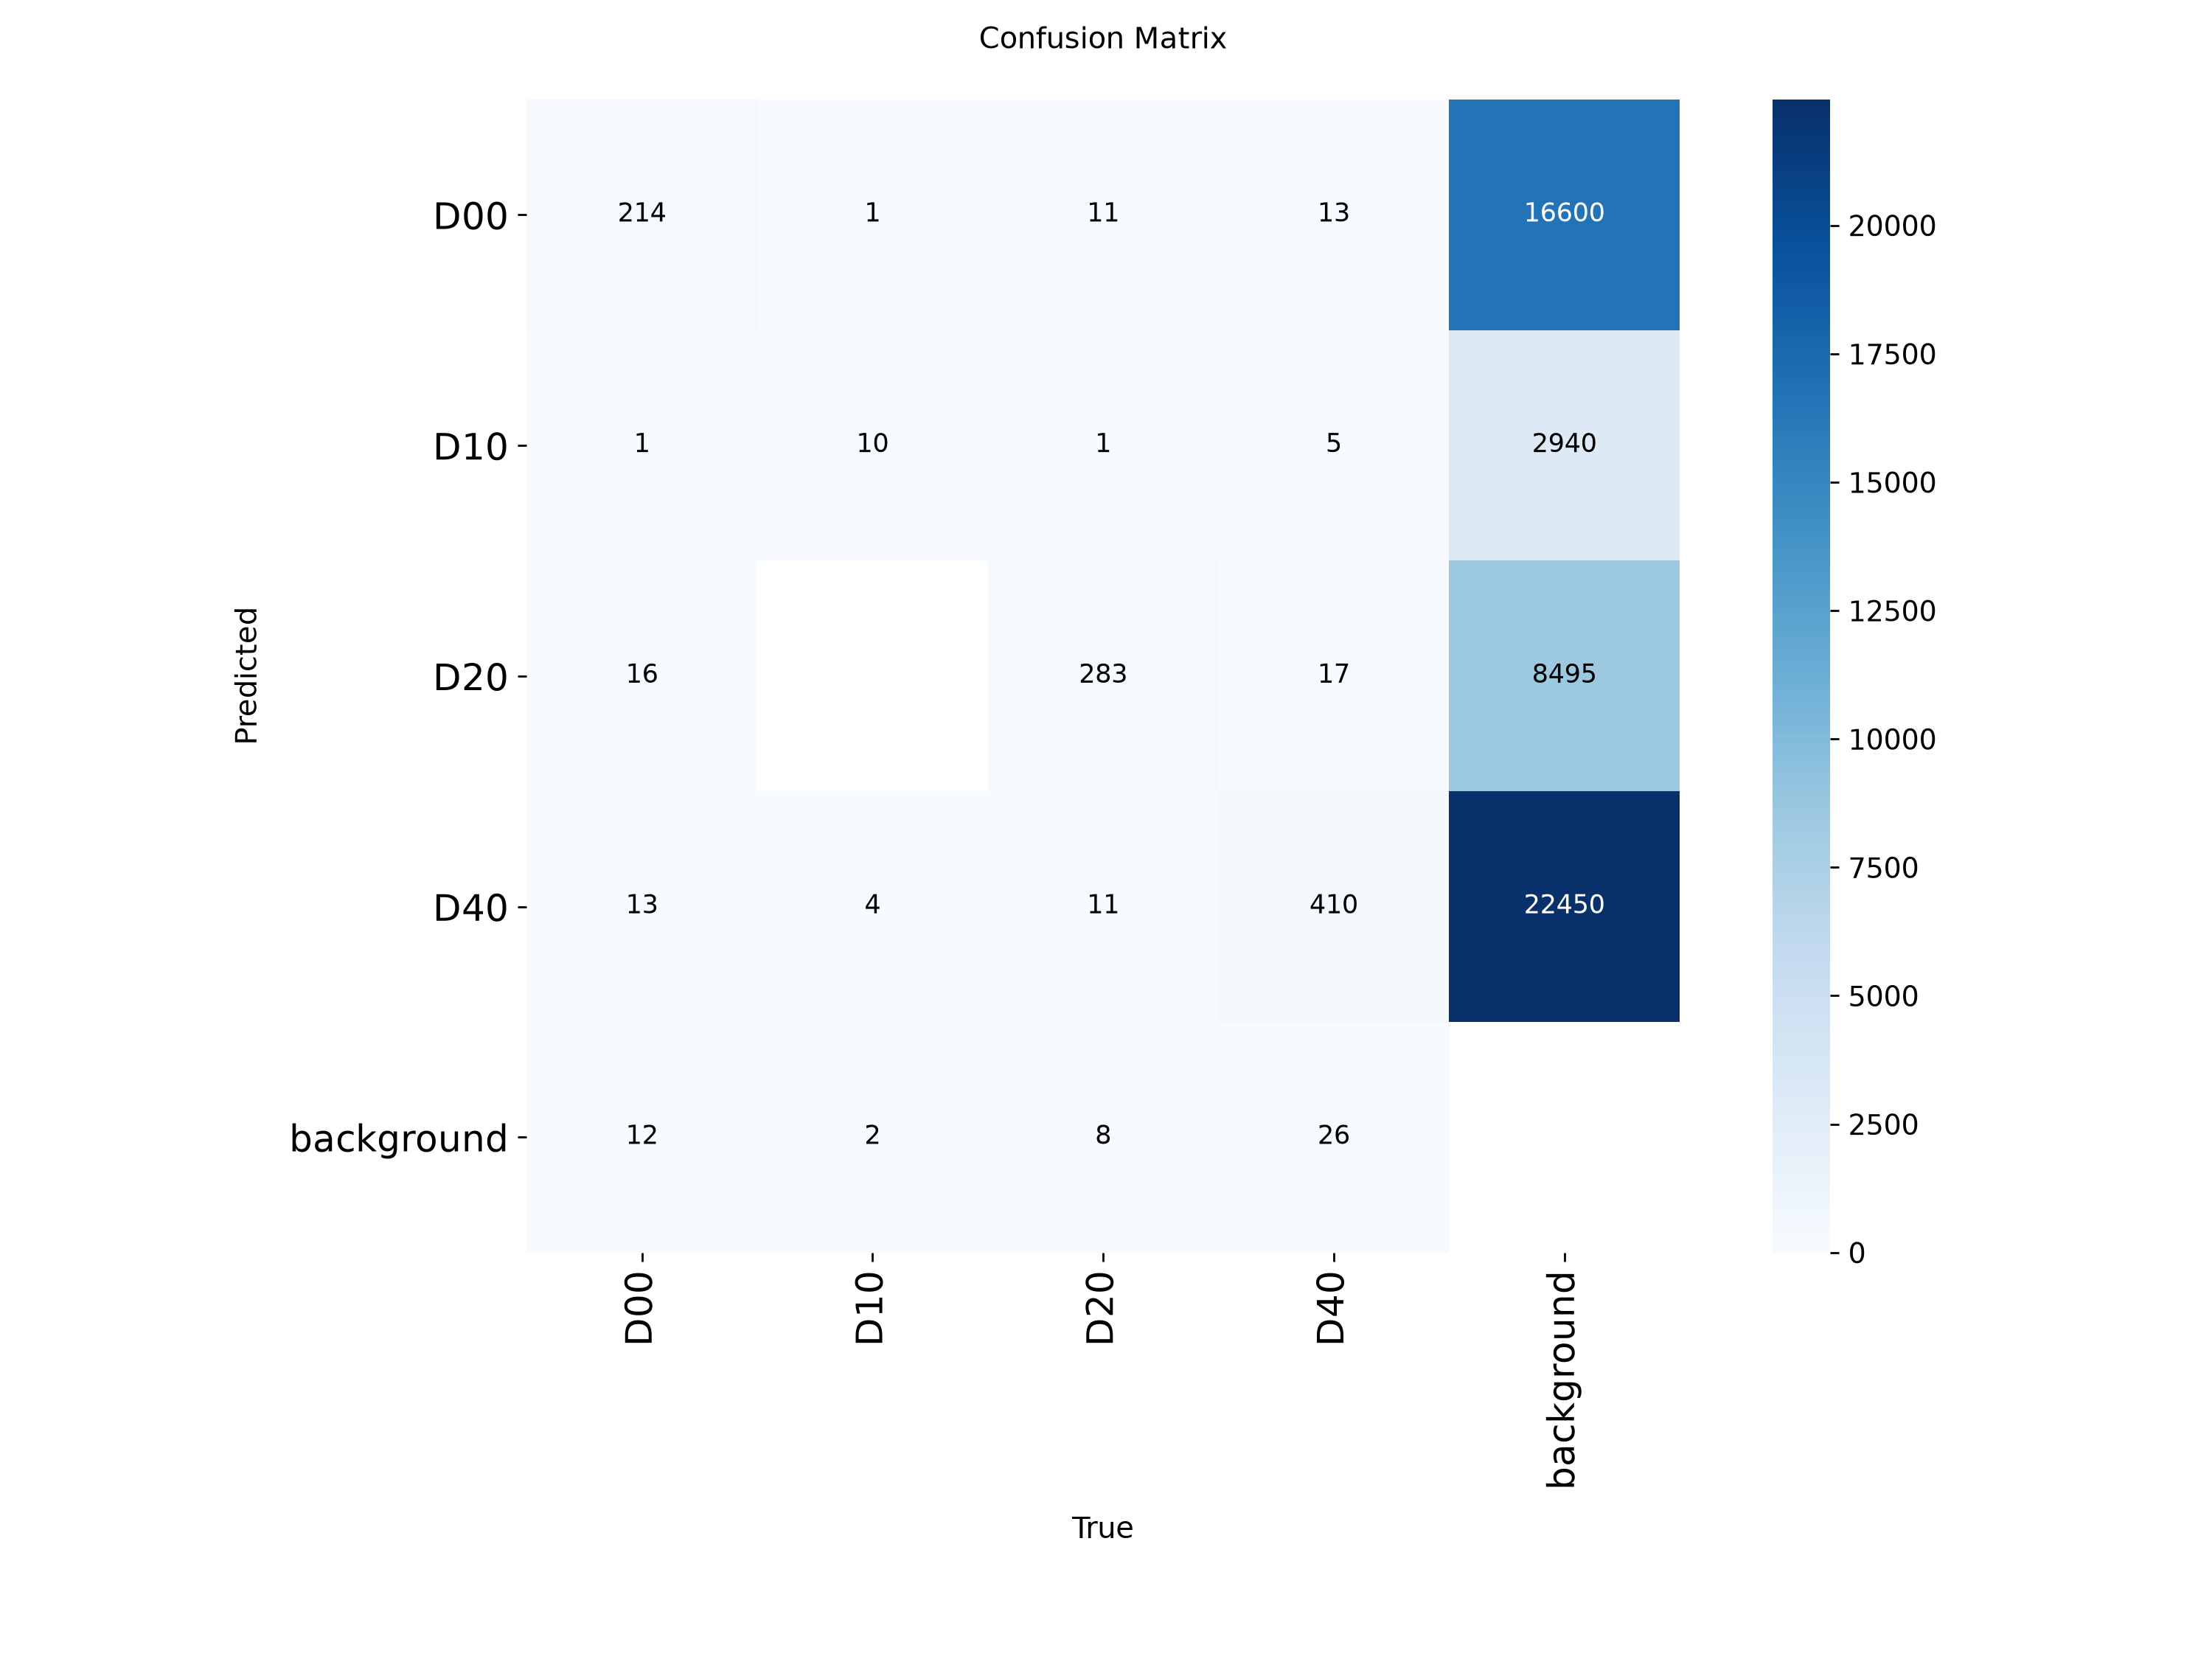 Confusion Matrix
D00 214 1 11 13 16600
D10 1 10 1 5 2940
D20 16 283 17 8495
D40 13 4 11 410 22450
background 12 2 8 26
D00 D10 D20 D40 background
Predicted
True
20000
17500
15000
12500
10000
7500
5000
2500
0